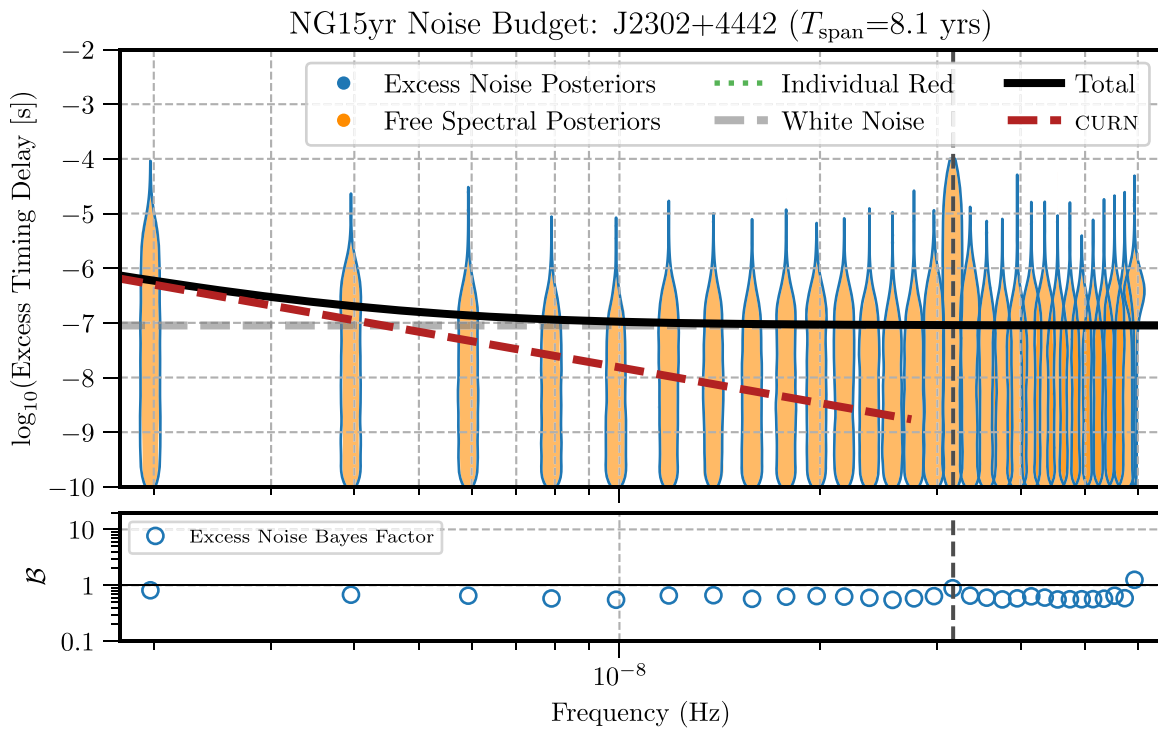 NG15yr Noise Budget: J2302+4442 (T_span=8.1 yrs)
log₁₀(Excess Timing Delay [s])
−2
−3
−4
−5
−6
−7
−8
−9
−10
Excess Noise Posteriors
Free Spectral Posteriors
Individual Red
White Noise
Total
CURN
B
10
1
0.1
Excess Noise Bayes Factor
10⁻⁸
Frequency (Hz)